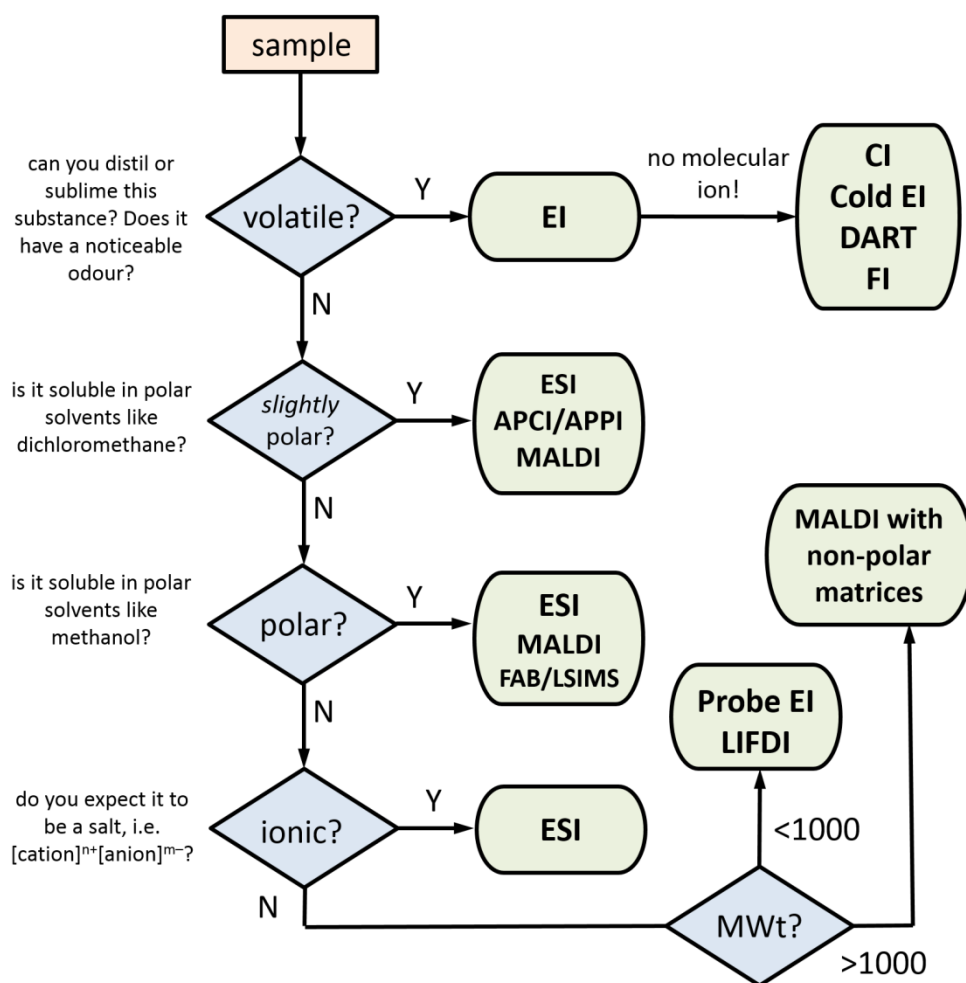 sample
can you distil or
sublime this
substance? Does it
have a noticeable
odour?
volatile?
Y
EI
no molecular
ion!
CI
Cold EI
DART
FI
N
is it soluble in polar
solvents like
dichloromethane?
slightly
polar?
Y
ESI
APCI/APPI
MALDI
N
MALDI with
non-polar
matrices
is it soluble in polar
solvents like
methanol?
polar?
Y
ESI
MALDI
FAB/LSIMS
N
Probe EI
LIFDI
do you expect it to
be a salt, i.e.
[cation]ⁿ⁺[anion]ᵐ⁻?
ionic?
Y
ESI
<1000
N
MWt?
>1000